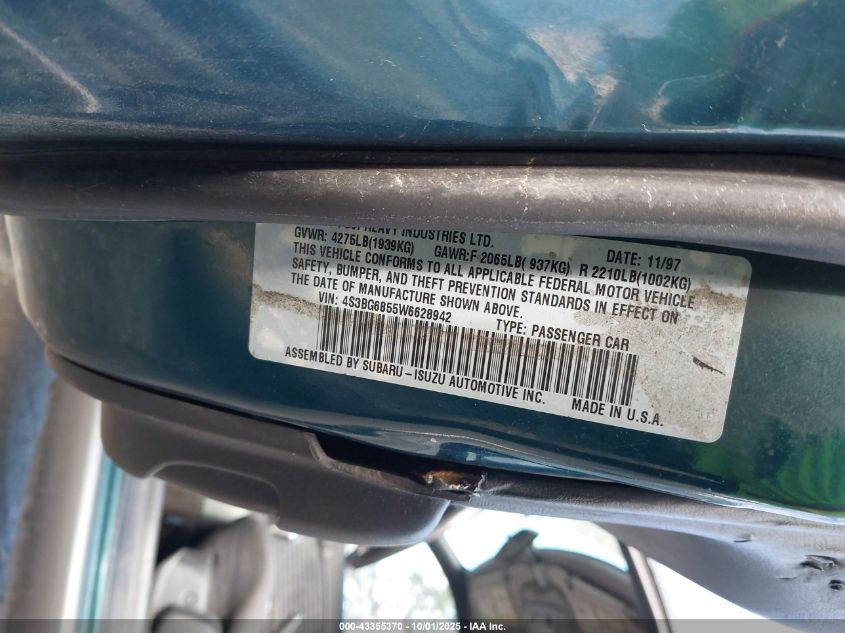 HEAVY INDUSTRIES LTD. DATE: 11/97
GVWR: 4275LB(1939KG) GAWR:F 2065LB( 937KG) R 2210LB(1002KG)
THIS VEHICLE CONFORMS TO ALL APPLICABLE FEDERAL MOTOR VEHICLE
SAFETY, BUMPER, AND THEFT PREVENTION STANDARDS IN EFFECT ON
THE DATE OF MANUFACTURE SHOWN ABOVE.
VIN: 4S3BG6855W6628942 TYPE: PASSENGER CAR
ASSEMBLED BY SUBARU-ISUZU AUTOMOTIVE INC. MADE IN U.S.A.
000-43355370 - 10/01/2025 - IAA Inc.